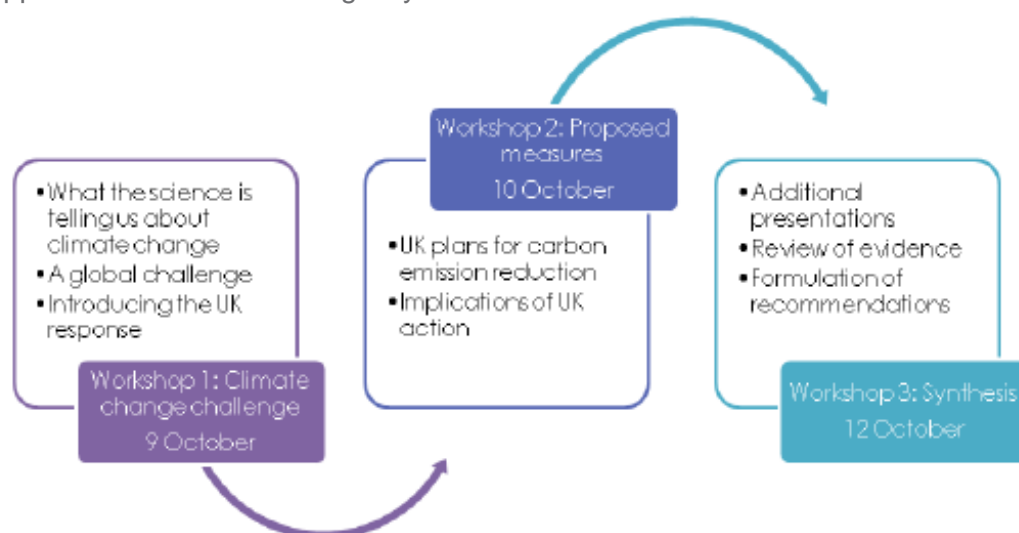 • What the science is
telling us about
climate change
• A global challenge
• Introducing the UK
response
Workshop 1: Climate
change challenge
9 October
Workshop 2: Proposed
measures
10 October
• UK plans for carbon
emission reduction
• Implications of UK
action
• Additional
presentations
• Review of evidence
• Formulation of
recommendations
Workshop 3: Synthesis
12 October